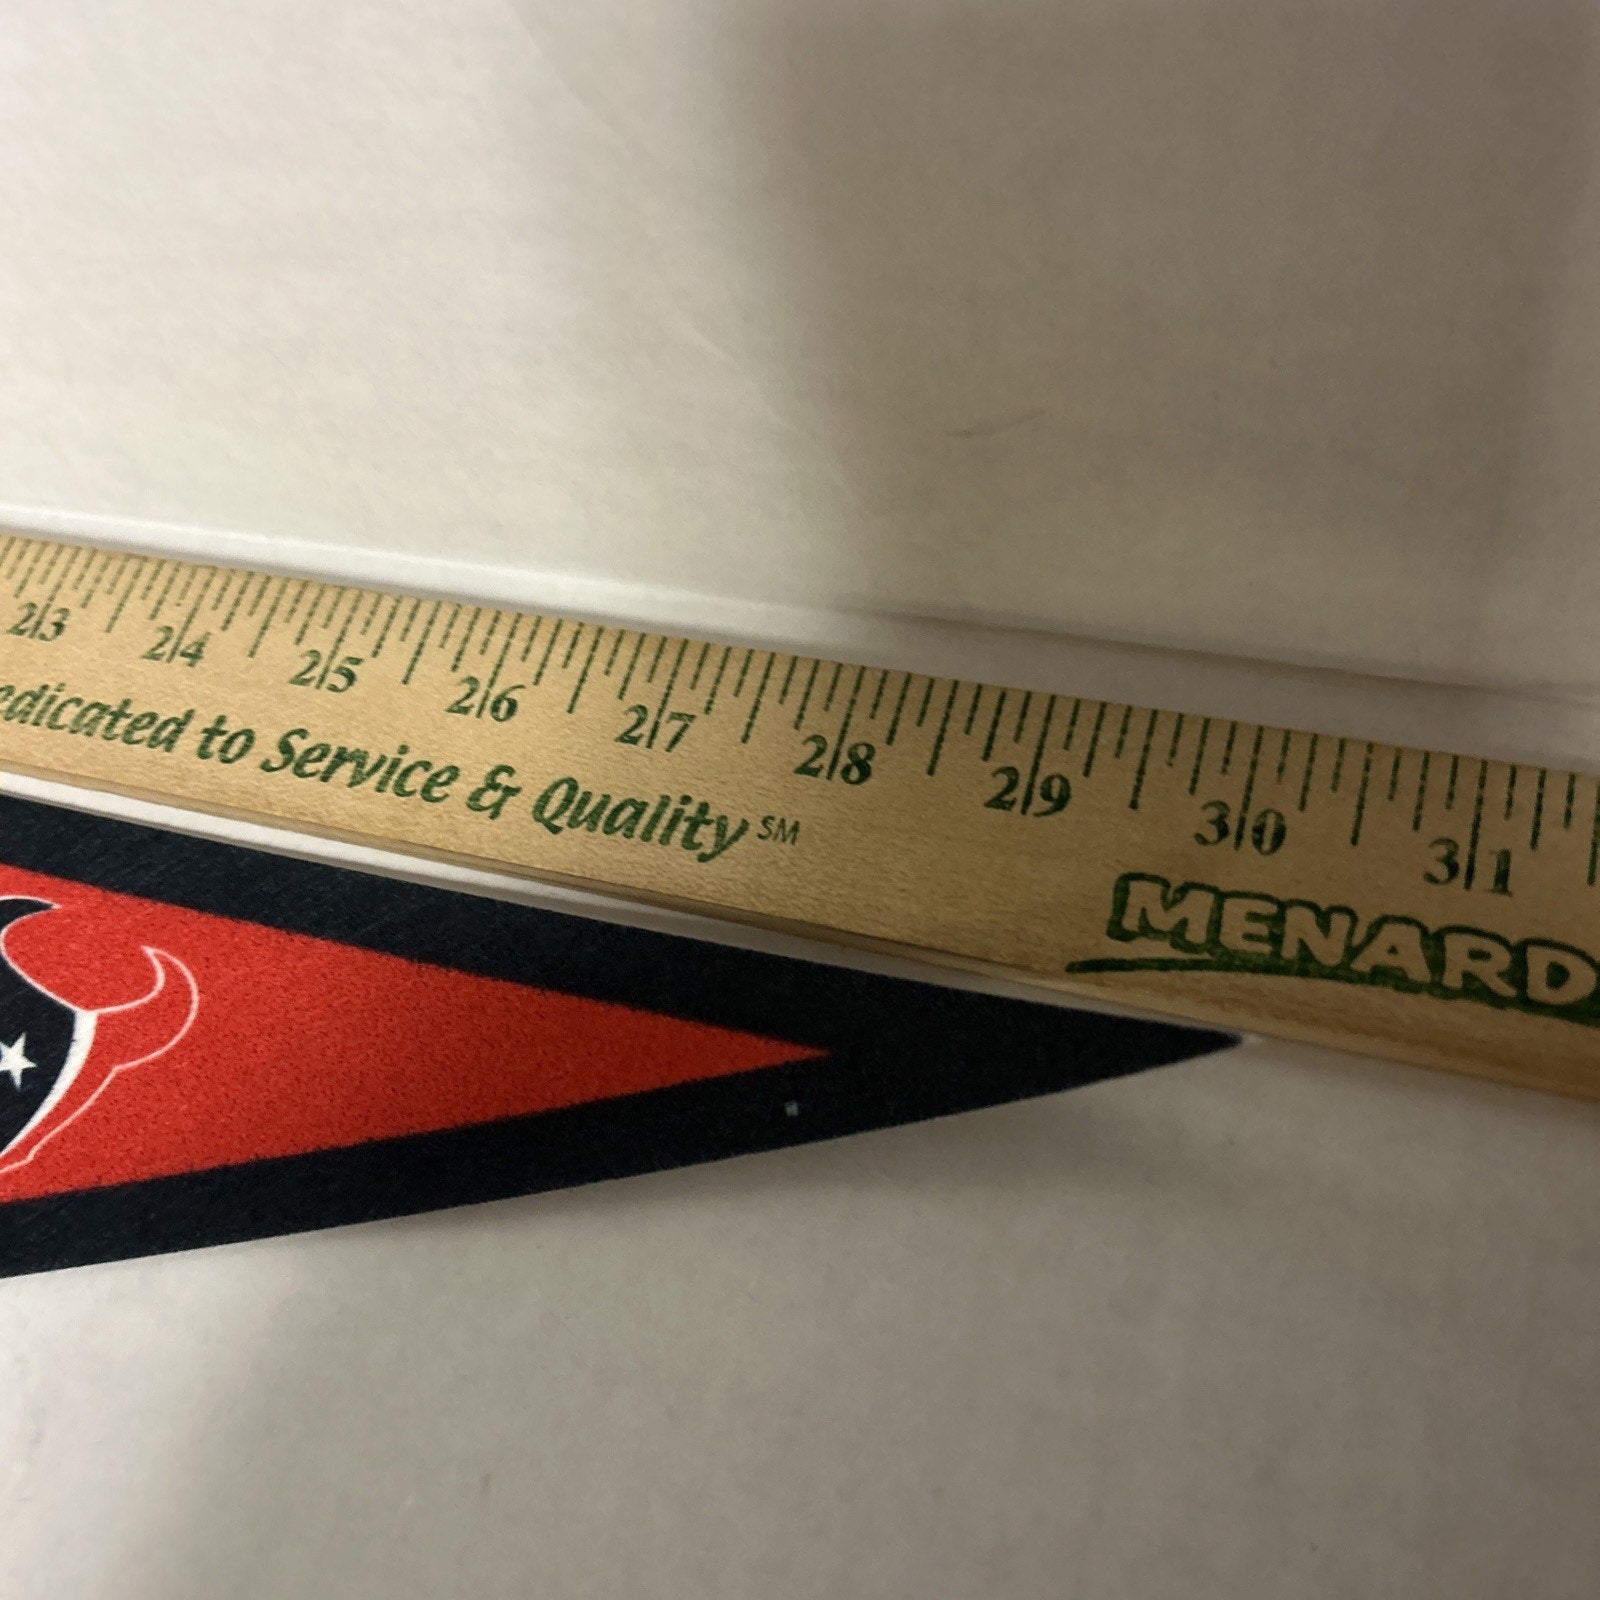 23 24 25 26 27 28 29 30 31
edicated to Service & Quality SM
MENARD